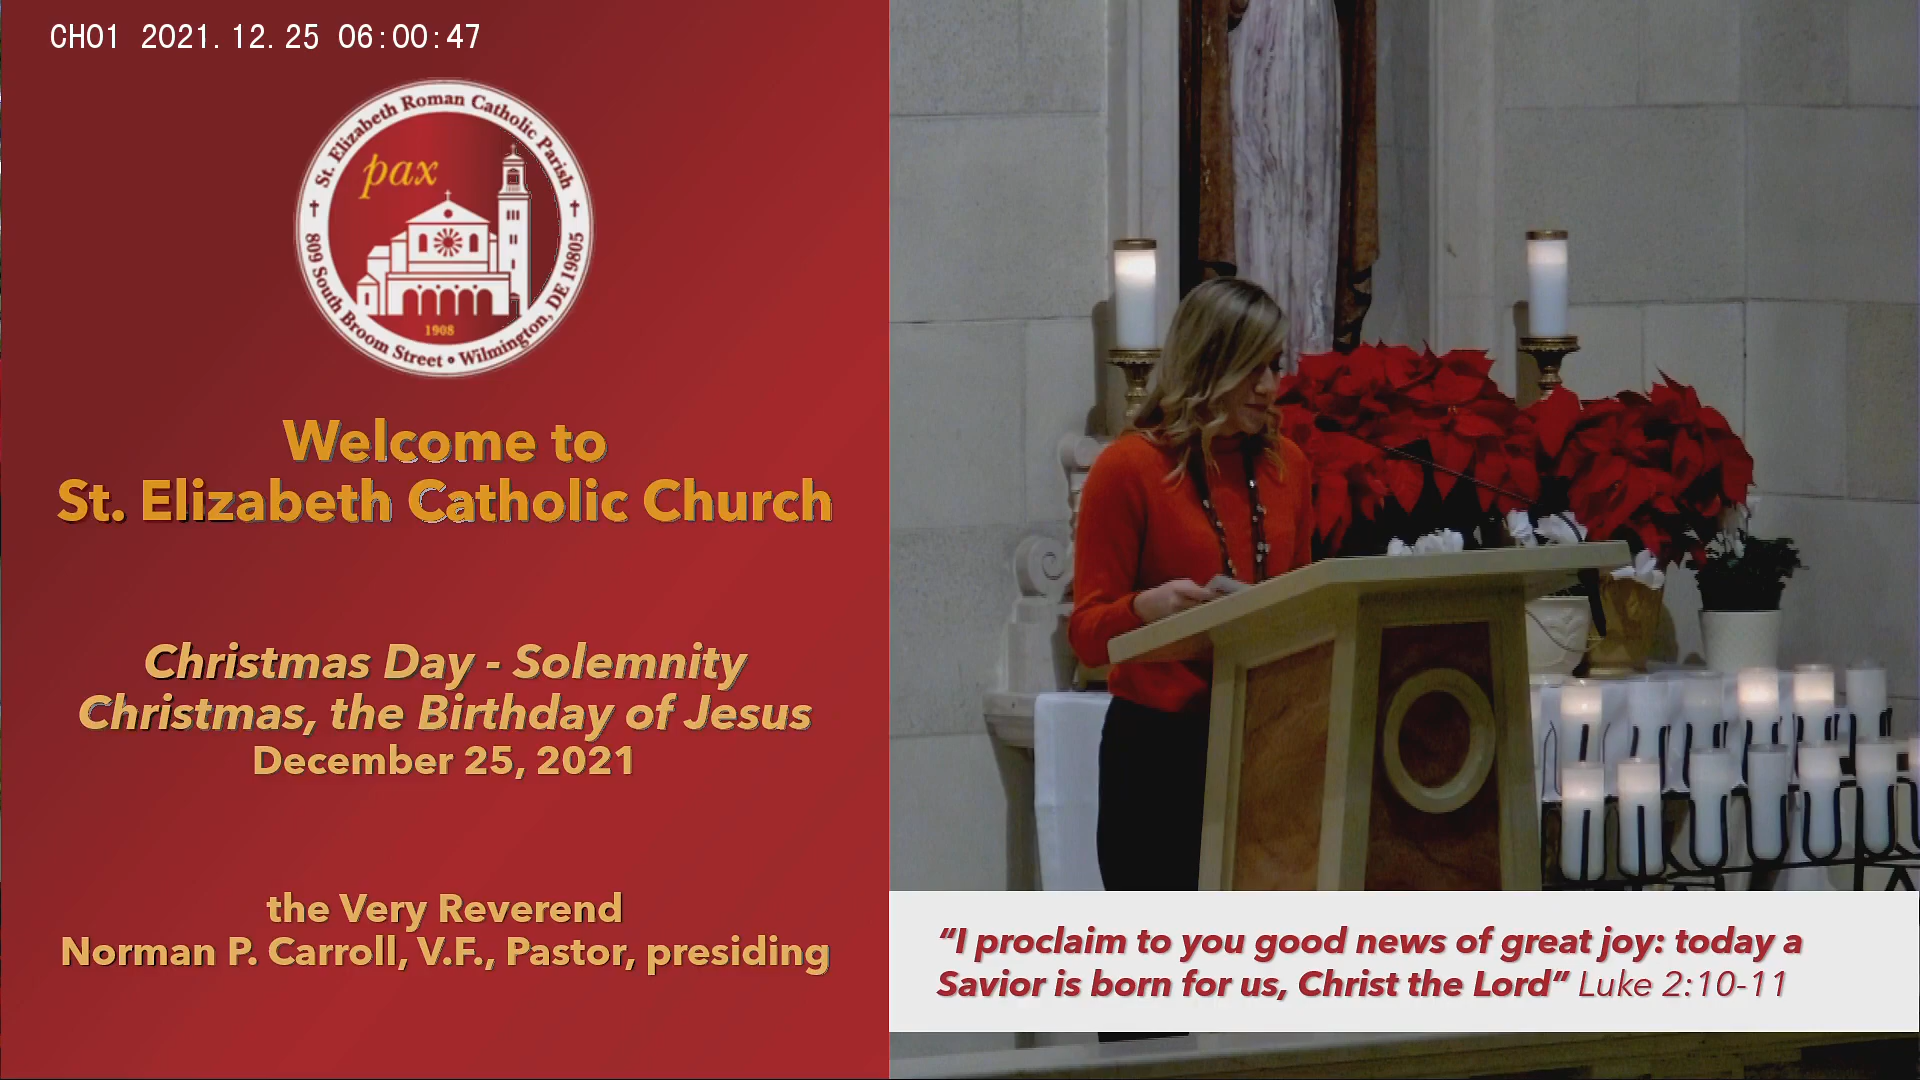 CH01 2021.12.25 06:00:47
St. Elizabeth Roman Catholic Parish
pax
1908
809 South Broom Street • Wilmington, DE 19805
Welcome to
St. Elizabeth Catholic Church
Christmas Day - Solemnity
Christmas, the Birthday of Jesus
December 25, 2021
the Very Reverend
Norman P. Carroll, V.F., Pastor, presiding
“I proclaim to you good news of great joy: today a
Savior is born for us, Christ the Lord” Luke 2:10-11